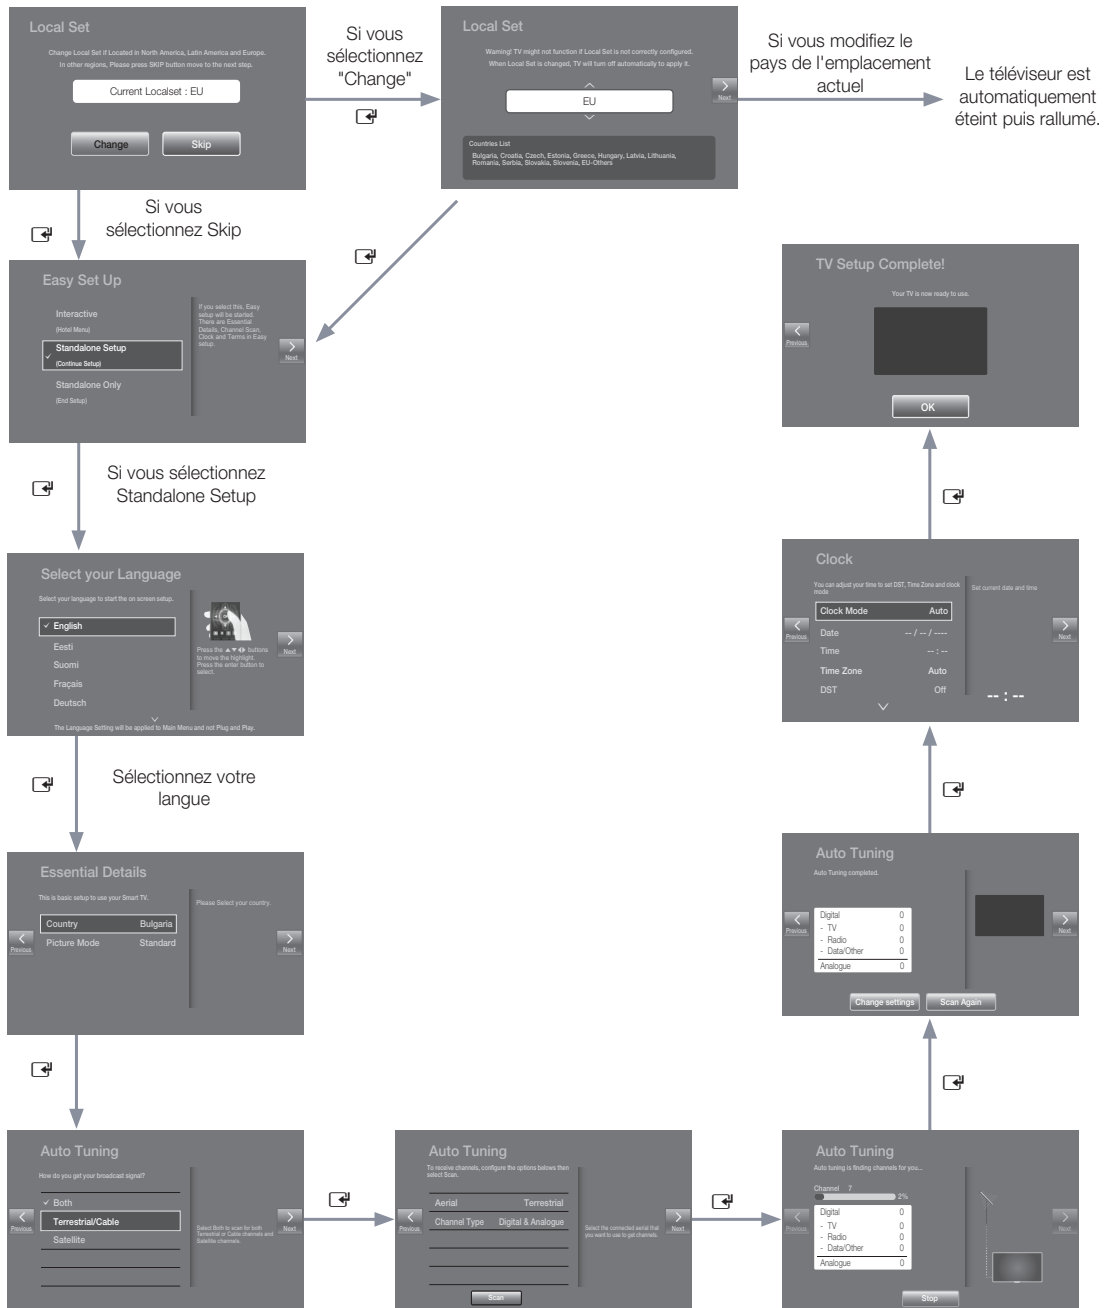 Local Set
Change Local Set if Located in North America, Latin America and Europe.
In other regions, Please press SKIP button move to the next step.
Current Localset : EU
Change
Skip
Si vous
sélectionnez
"Change"
Local Set
Warning! TV might not function if Local Set is not correctly configured.
When Local Set is changed, TV will turn off automatically to apply it.
EU
Next
Countries List
Bulgaria, Croatia, Czech, Estonia, Greece, Hungary, Latvia, Lithuania,
Romania, Serbia, Slovakia, Slovenia, EU-Others
Si vous modifiez le
pays de l'emplacement
actuel
Le téléviseur est
automatiquement
éteint puis rallumé.
Si vous
sélectionnez Skip
Easy Set Up
Interactive
(Hotel Menu)
Standalone Setup
(Continue Setup)
Standalone Only
(End Setup)
If you select this, Easy
setup will be started.
There are Essential
Details, Channel Scan,
Clock and Terms in Easy
setup.
Next
Si vous sélectionnez
Standalone Setup
Select your Language
Select your language to start the on screen setup.
English
Eesti
Suomi
Fraçais
Deutsch
Press the ▲▼◀▶ buttons
to move the highlight.
Press the enter button to
select.
Next
The Language Setting will be applied to Main Menu and not Plug and Play.
Sélectionnez votre
langue
Essential Details
This is basic setup to use your Smart TV.
Country Bulgaria
Picture Mode Standard
Please Select your country.
Previous
Next
Auto Tuning
How do you get your broadcast signal?
Both
Terrestrial/Cable
Satellite
Select Both to scan for both
Terrestrial or Cable channels and
Satellite channels.
Previous
Next
Auto Tuning
To receive channels, configure the options belows then
select Scan.
Aerial Terrestrial
Channel Type Digital & Analogue
Select the connected aerial that
you want to use to get channels.
Previous
Next
Scan
Auto Tuning
Auto tuning is finding channels for you...
Channel 7
2%
Digital 0
- TV 0
- Radio 0
- Data/Other 0
Analogue 0
Previous
Next
Stop
Auto Tuning
Auto Tuning completed.
Digital 0
- TV 0
- Radio 0
- Data/Other 0
Analogue 0
Previous
Next
Change settings
Scan Again
Clock
You can adjust your time to set DST, Time Zone and clock
mode
Clock Mode Auto
Date -- / -- / ----
Time -- : --
Time Zone Auto
DST Off
Set current date and time
-- : --
Previous
Next
TV Setup Complete!
Your TV is now ready to use.
Previous
OK